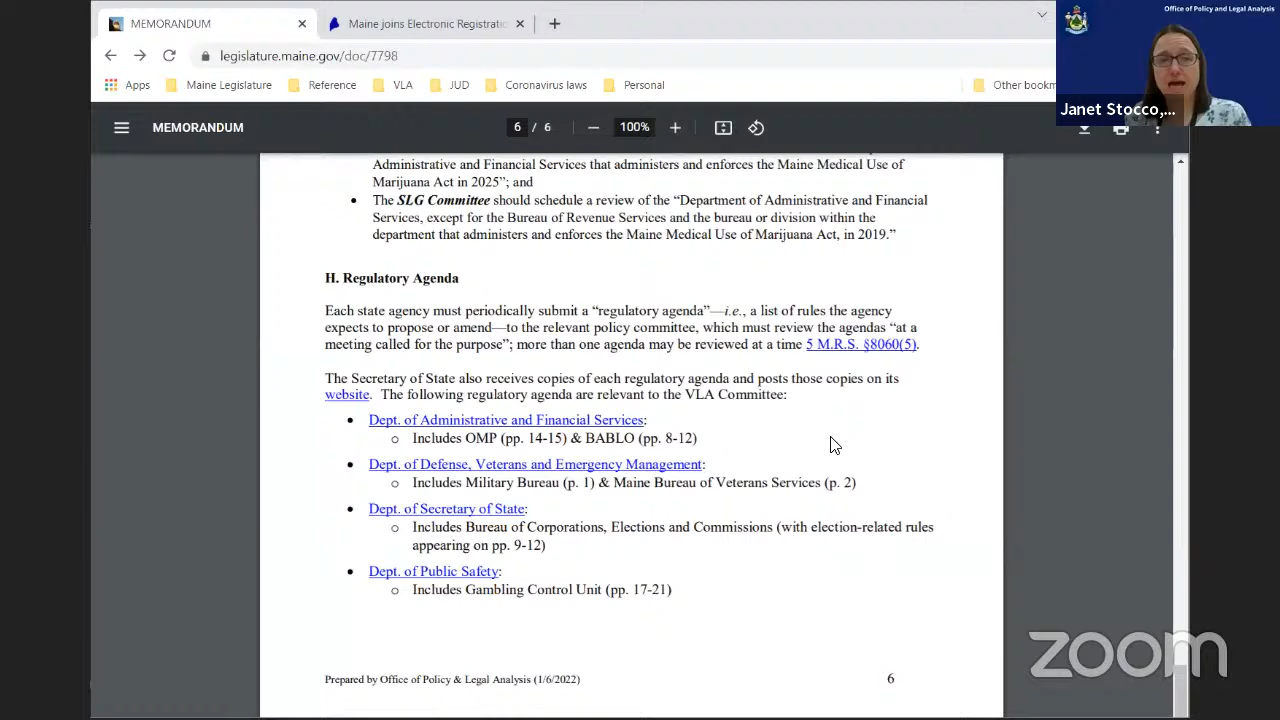 MEMORANDUM
Maine joins Electronic Registratio
Office of Policy and Legal Analysis
legislature.maine.gov/doc/7798
Apps Maine Legislature Reference VLA JUD Coronavirus laws Personal Other bookm
Janet Stocco,...
MEMORANDUM 6 / 6 100%
Administrative and Financial Services that administers and enforces the Maine Medical Use of
Marijuana Act in 2025”; and
• The SLG Committee should schedule a review of the “Department of Administrative and Financial
Services, except for the Bureau of Revenue Services and the bureau or division within the
department that administers and enforces the Maine Medical Use of Marijuana Act, in 2019.”
H. Regulatory Agenda
Each state agency must periodically submit a “regulatory agenda”—i.e., a list of rules the agency
expects to propose or amend—to the relevant policy committee, which must review the agendas “at a
meeting called for the purpose”; more than one agenda may be reviewed at a time 5 M.R.S. §8060(5).
The Secretary of State also receives copies of each regulatory agenda and posts those copies on its
website. The following regulatory agenda are relevant to the VLA Committee:
• Dept. of Administrative and Financial Services:
o Includes OMP (pp. 14-15) & BABLO (pp. 8-12)
• Dept. of Defense, Veterans and Emergency Management:
o Includes Military Bureau (p. 1) & Maine Bureau of Veterans Services (p. 2)
• Dept. of Secretary of State:
o Includes Bureau of Corporations, Elections and Commissions (with election-related rules
appearing on pp. 9-12)
• Dept. of Public Safety:
o Includes Gambling Control Unit (pp. 17-21)
zoom
Prepared by Office of Policy & Legal Analysis (1/6/2022) 6